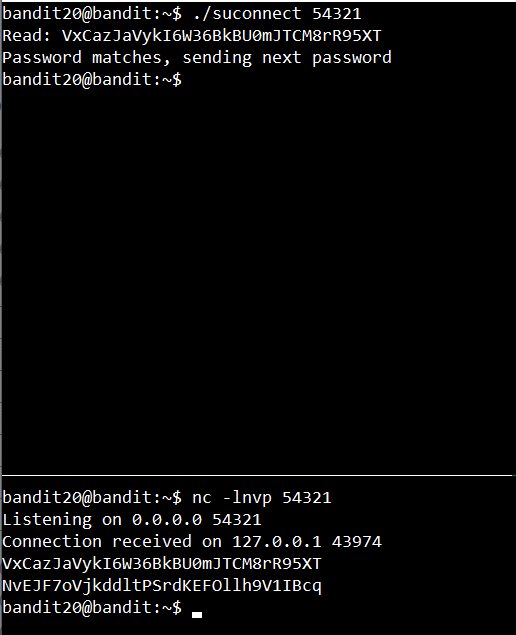 bandit20@bandit:~$ ./suconnect 54321
Read: VxCazJaVykI6W36BkBU0mJTCM8rR95XT
Password matches, sending next password
bandit20@bandit:~$
bandit20@bandit:~$ nc -lnvp 54321
Listening on 0.0.0.0 54321
Connection received on 127.0.0.1 43974
VxCazJaVykI6W36BkBU0mJTCM8rR95XT
NvEJF7oVjkddltPSrdKEFOllh9V1IBcq
bandit20@bandit:~$